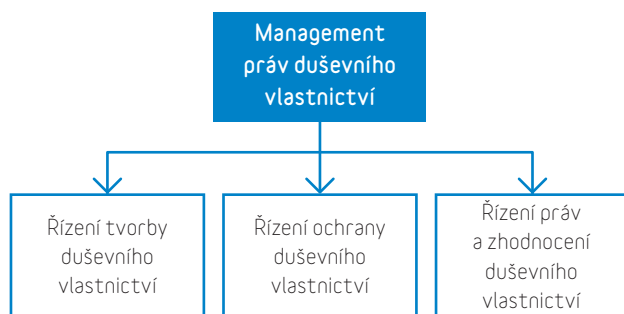 Management
práv duševního
vlastnictví
Řízení tvorby
duševního
vlastnictví
Řízení ochrany
duševního
vlastnictví
Řízení práv
a zhodnocení
duševního
vlastnictví